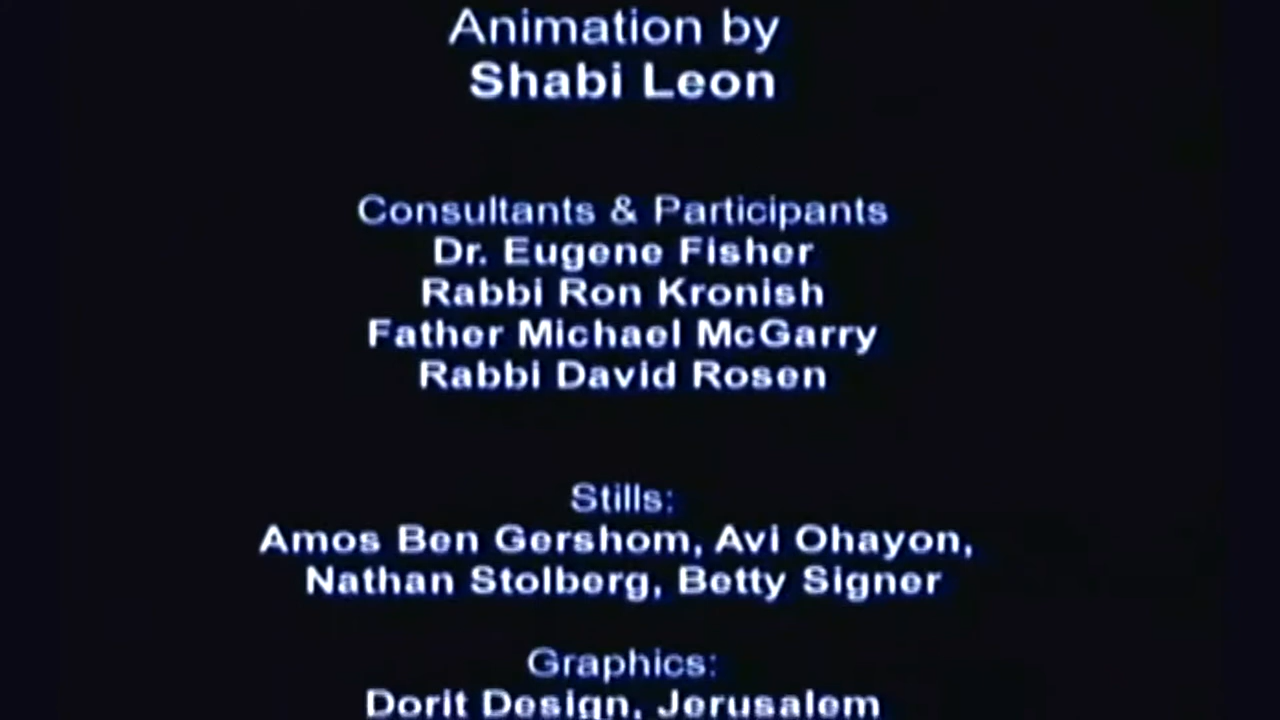 Animation by
Shabi Leon
Consultants & Participants
Dr. Eugene Fisher
Rabbi Ron Kronish
Father Michael McGarry
Rabbi David Rosen
Stills:
Amos Ben Gershom, Avi Ohayon,
Nathan Stolberg, Betty Signer
Graphics:
Dorit Design, Jerusalem